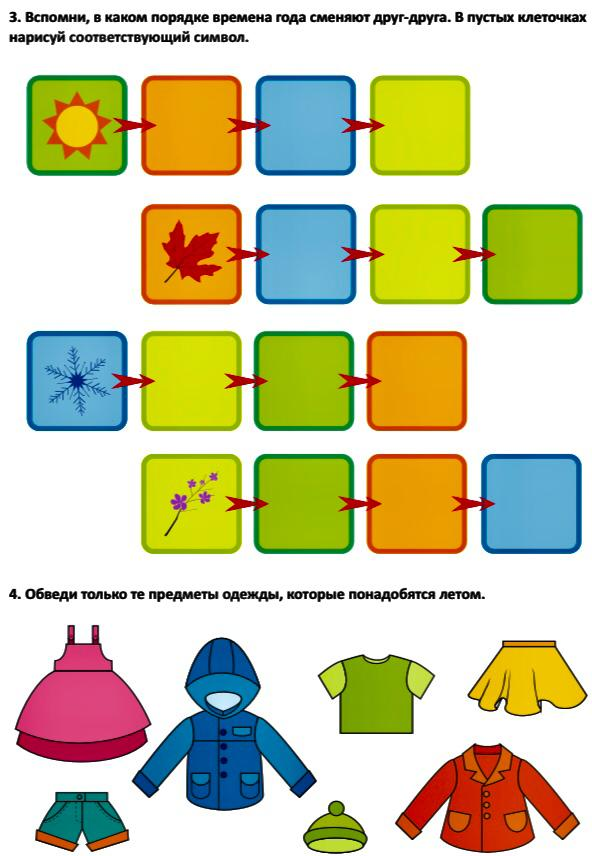 3. Вспомни, в каком порядке времена года сменяют друг-друга. В пустых клеточках
нарисуй соответствующий символ.
4. Обведи только те предметы одежды, которые понадобятся летом.